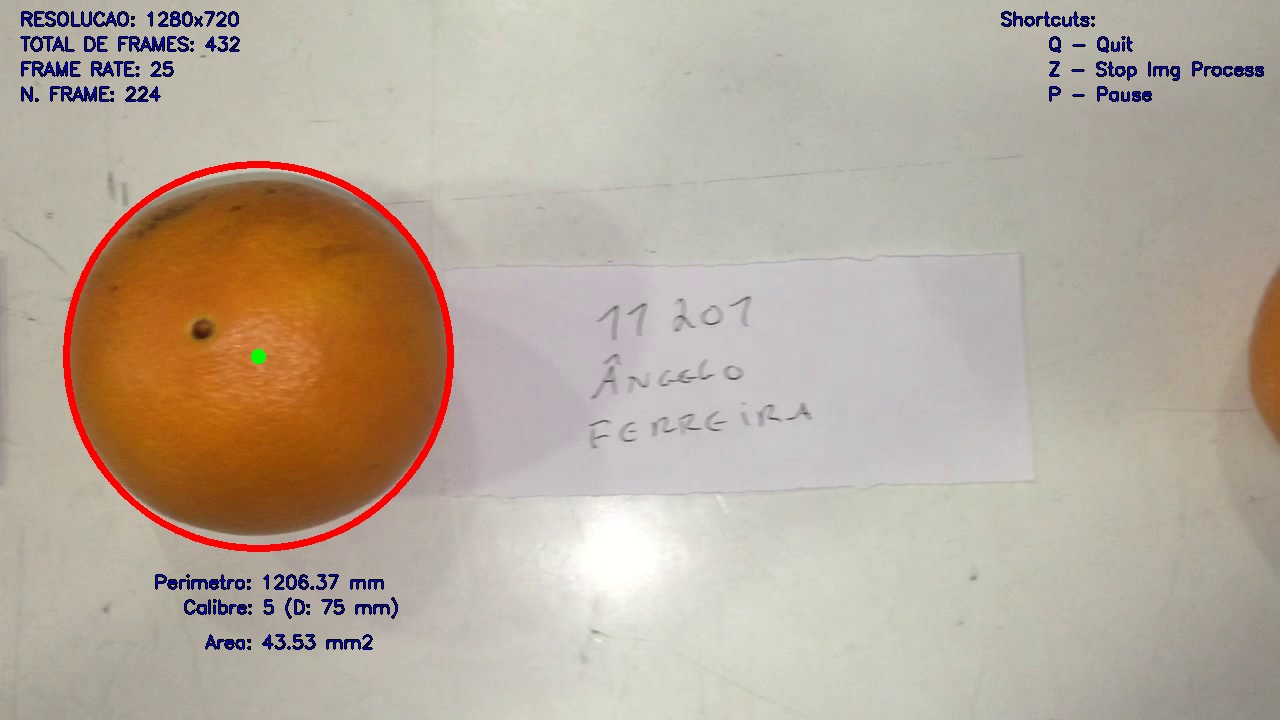 RESOLUCAO: 1280x720
TOTAL DE FRAMES: 432
FRAME RATE: 25
N. FRAME: 224
Shortcuts:
Q - Quit
Z - Stop Img Process
P - Pause
11 201
ÂNGELO
FERREIRA
Perimetro: 1206.37 mm
Calibre: 5 (D: 75 mm)
Area: 43.53 mm2